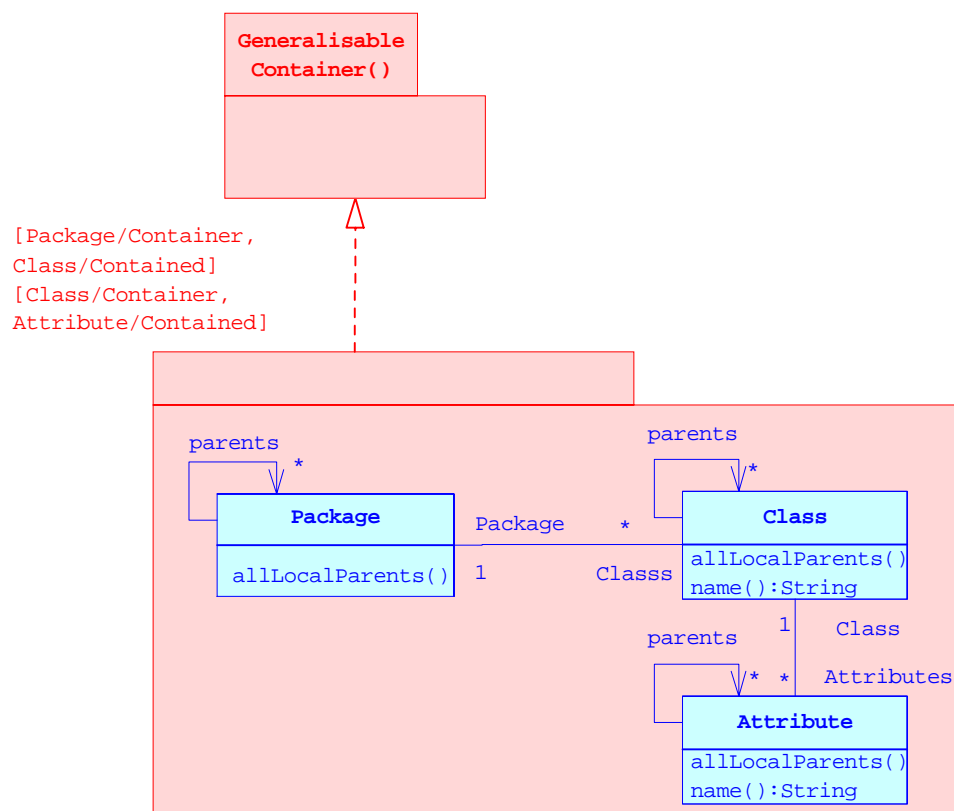 Generalisable
Container()
[Package/Container,
Class/Contained]
[Class/Container,
Attribute/Contained]
parents
*
Package
allLocalParents()
Package
1
*
Classs
parents
*
Class
allLocalParents()
name():String
1
Class
parents
*
*
Attributes
Attribute
allLocalParents()
name():String